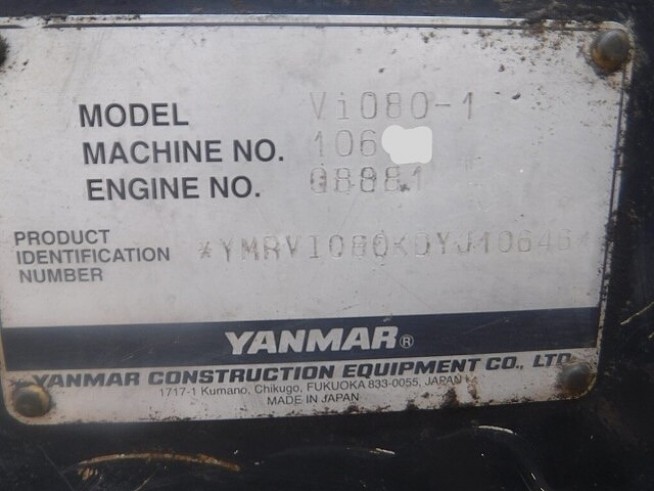 MODEL ViO80-1
MACHINE NO. 106
ENGINE NO.
PRODUCT
IDENTIFICATION
NUMBER
YANMAR®
YANMAR CONSTRUCTION EQUIPMENT CO., LTD.
1717-1 Kumano, Chikugo, FUKUOKA 833-0055, JAPAN
MADE IN JAPAN